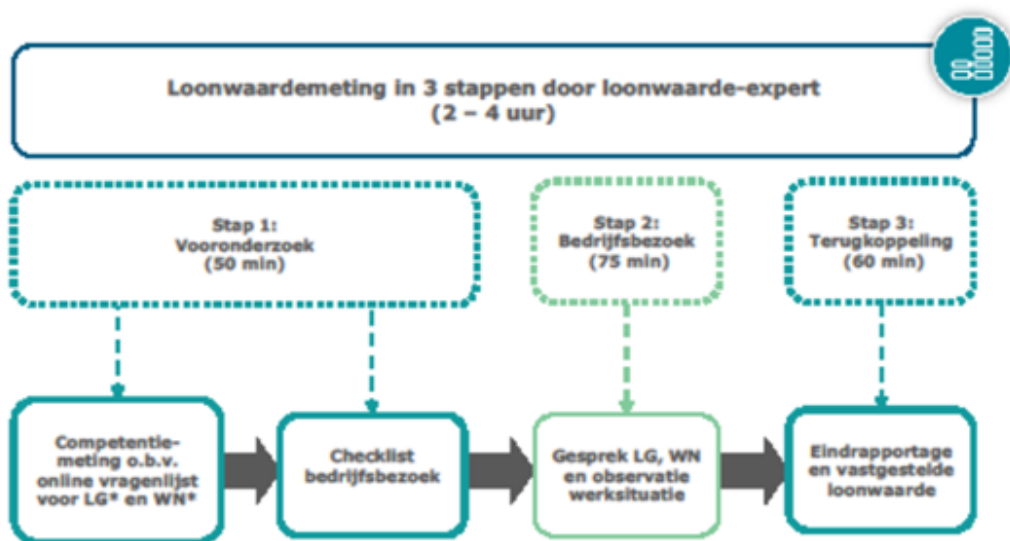 Loonwaardemeting in 3 stappen door loonwaarde-expert
(2 – 4 uur)
Stap 1:
Vooronderzoek
(50 min)
Stap 2:
Bedrijfsbezoek
(75 min)
Stap 3:
Terugkoppeling
(60 min)
Competentie-
meting o.b.v.
online vragenlijst
voor LG* en WN*
Checklist
bedrijfsbezoek
Gesprek LG, WN
en observatie
werksituatie
Eindrapportage
en vastgestelde
loonwaarde